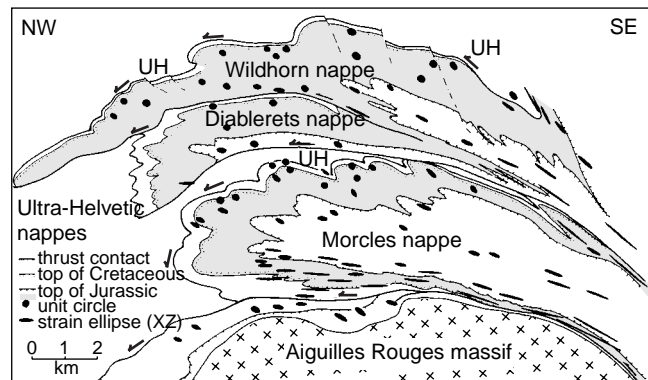 NW
SE
UH
UH
Wildhorn nappe
Diablerets nappe
UH
Ultra-Helvetic
nappes
Morcles nappe
thrust contact
top of Cretaceous
top of Jurassic
unit circle
strain ellipse (XZ)
0 1 2
km
Aiguilles Rouges massif